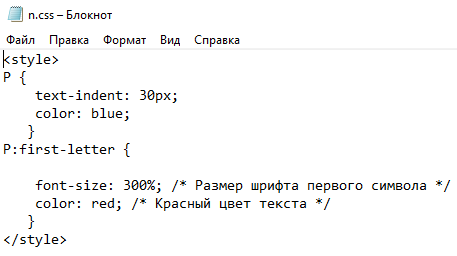 n.css – Блокнот
Файл Правка Формат Вид Справка
<style>
P {
    text-indent: 30px;
    color: blue;
   }
P:first-letter {

    font-size: 300%; /* Размер шрифта первого символа */
    color: red; /* Красный цвет текста */
   }
</style>